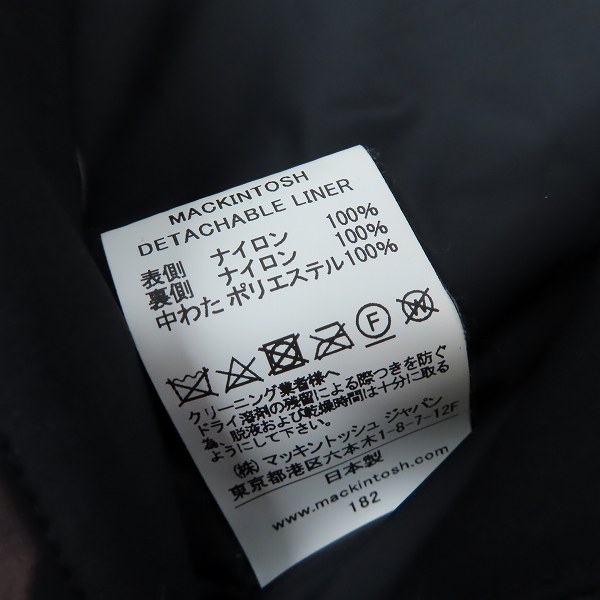 MACKINTOSH
DETACHABLE LINER
表側 ナイロン 100%
裏側 ナイロン 100%
中わた ポリエステル 100%
F W
クリーニング業者様へ
ドライ溶剤の残留による際つきを防ぐ
為、脱液および乾燥時間は十分に取る
ようにして下さい。
(株) マッキントッシュ ジャパン
東京都港区六本木1-8-7-12F
日本製
www.mackintosh.com
182